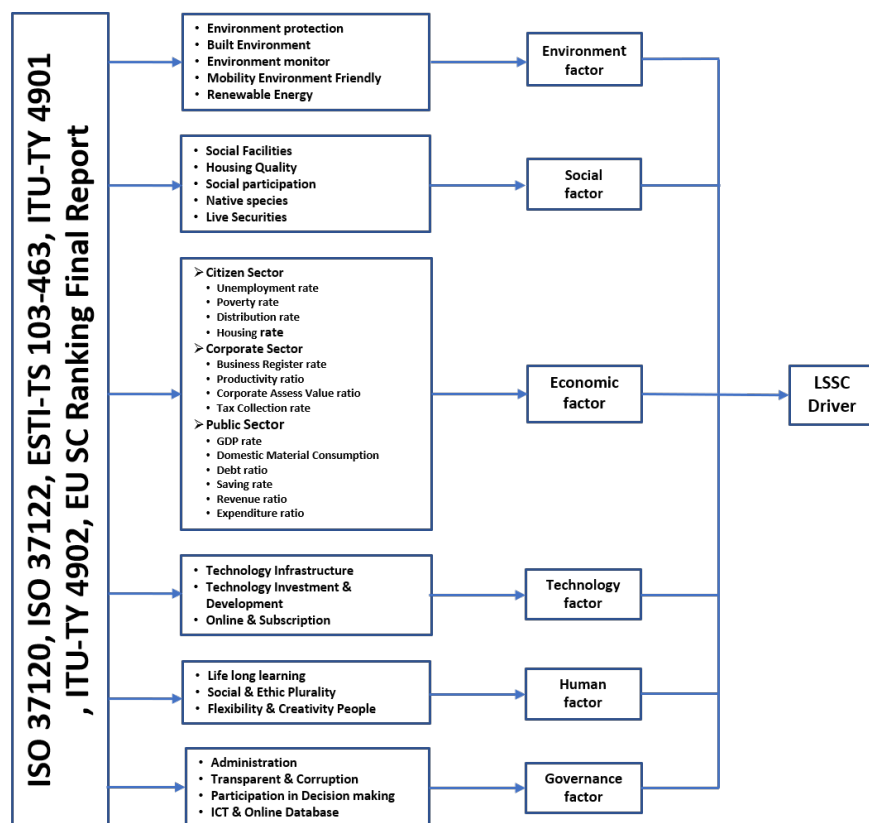 ISO 37120, ISO 37122, ESTI-TS 103-463, ITU-TY 4901
, ITU-TY 4902, EU SC Ranking Final Report
• Environment protection
• Built Environment
• Environment monitor
• Mobility Environment Friendly
• Renewable Energy
Environment
factor
• Social Facilities
• Housing Quality
• Social participation
• Native species
• Live Securities
Social
factor
➢ Citizen Sector
• Unemployment rate
• Poverty rate
• Distribution rate
• Housing rate
➢ Corporate Sector
• Business Register rate
• Productivity ratio
• Corporate Assess Value ratio
• Tax Collection rate
➢ Public Sector
• GDP rate
• Domestic Material Consumption
• Debt ratio
• Saving rate
• Revenue ratio
• Expenditure ratio
Economic
factor
LSSC
Driver
• Technology Infrastructure
• Technology Investment &
Development
• Online & Subscription
Technology
factor
• Life long learning
• Social & Ethic Plurality
• Flexibility & Creativity People
Human
factor
• Administration
• Transparent & Corruption
• Participation in Decision making
• ICT & Online Database
Governance
factor